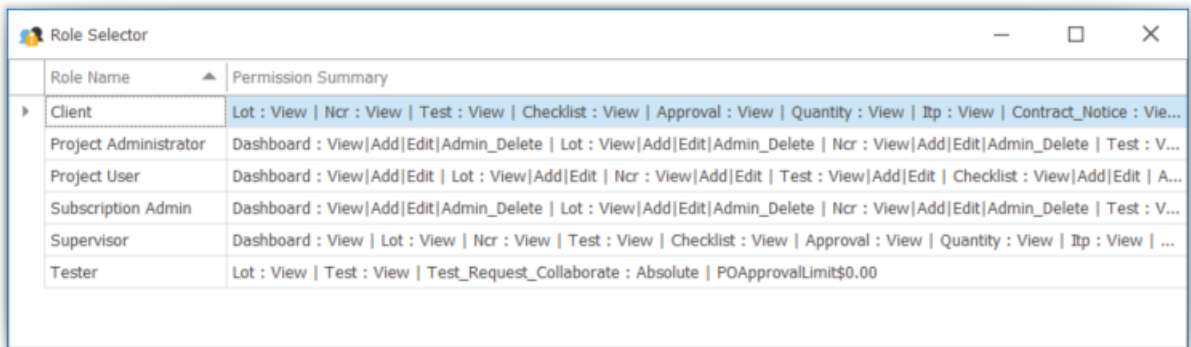 Role Selector
Role Name Permission Summary
Client Lot : View | Ncr : View | Test : View | Checklist : View | Approval : View | Quantity : View | Itp : View | Contract_Notice : Vie...
Project Administrator Dashboard : View|Add|Edit|Admin_Delete | Lot : View|Add|Edit|Admin_Delete | Ncr : View|Add|Edit|Admin_Delete | Test : V...
Project User Dashboard : View|Add|Edit | Lot : View|Add|Edit | Ncr : View|Add|Edit | Test : View|Add|Edit | Checklist : View|Add|Edit | A...
Subscription Admin Dashboard : View|Add|Edit|Admin_Delete | Lot : View|Add|Edit|Admin_Delete | Ncr : View|Add|Edit|Admin_Delete | Test : V...
Supervisor Dashboard : View | Lot : View | Ncr : View | Test : View | Checklist : View | Approval : View | Quantity : View | Itp : View | ...
Tester Lot : View | Test : View | Test_Request_Collaborate : Absolute | POApprovalLimit$0.00